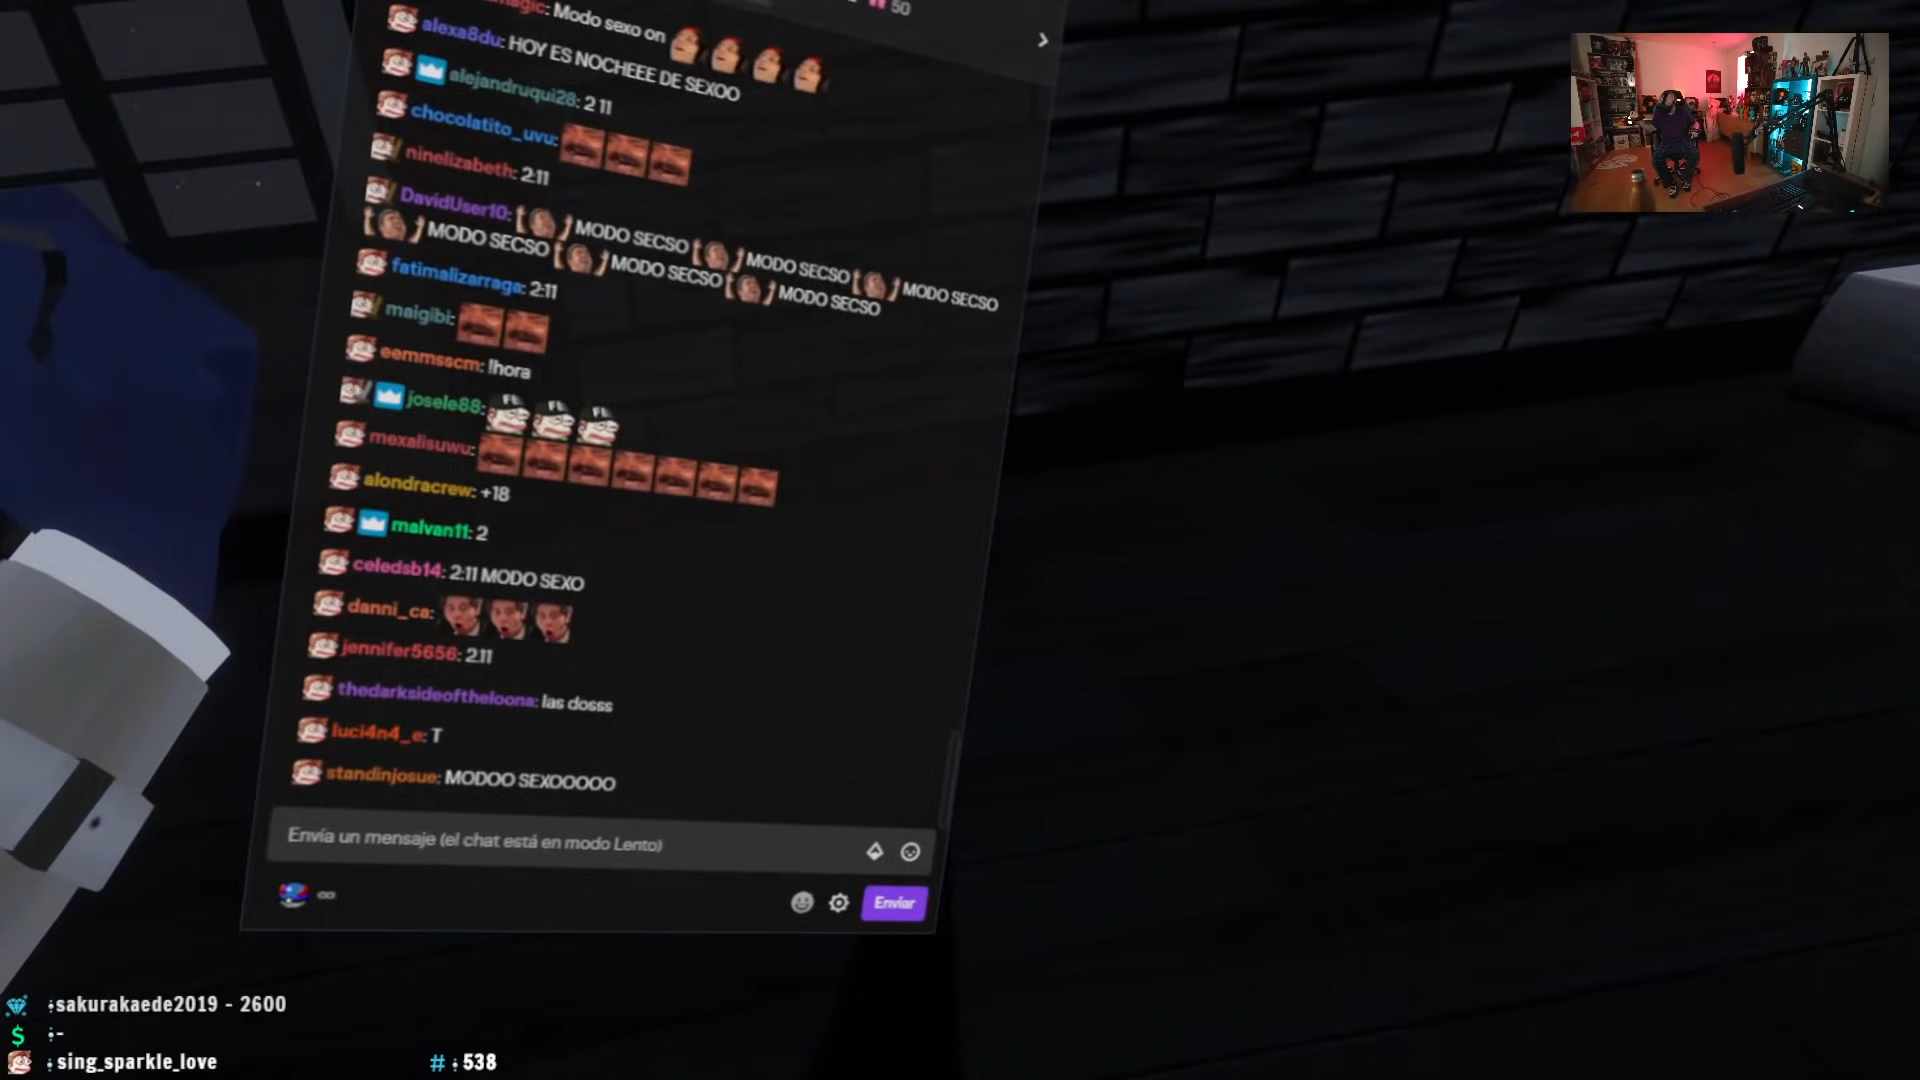 50
Modo sexo on
alexa8du: HOY ES NOCHEEE DE SEXOO
alejandruqui28: 2 11
chocolatito_uvu:
ninelizabeth: 2:11
DavidUser10: MODO SECSO MODO SECSO MODO SECSO
MODO SECSO MODO SECSO MODO SECSO
fatimalizarraga: 2:11
maigibi:
eemmsscm: !hora
josele88:
mexalisuwu:
alondracrew: +18
malvan11: 2
celedsb14: 2:11 MODO SEXO
danni_ca:
jennifer5656: 2:11
thedarksideoftheloona: las dosss
luci4n4_e: T
standinjosue: MODOO SEXOOOOO
Envía un mensaje (el chat está en modo Lento)
Enviar
:sakurakaede2019 - 2600
:-
:sing_sparkle_love # : 538